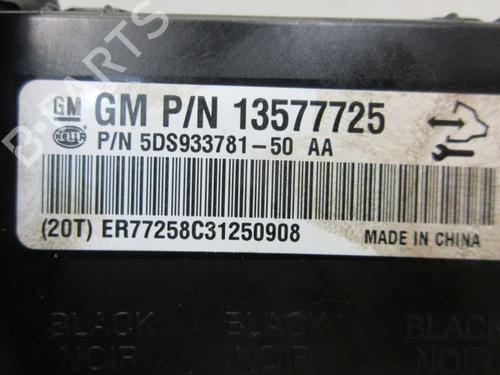 GM GM P/N 13577725
HELLA P/N 5DS933781-50 AA
(20T) ER77258C31250908 MADE IN CHINA
BLACK BLACK BLACK
NOIR NOIR NOIR
B-PARTS